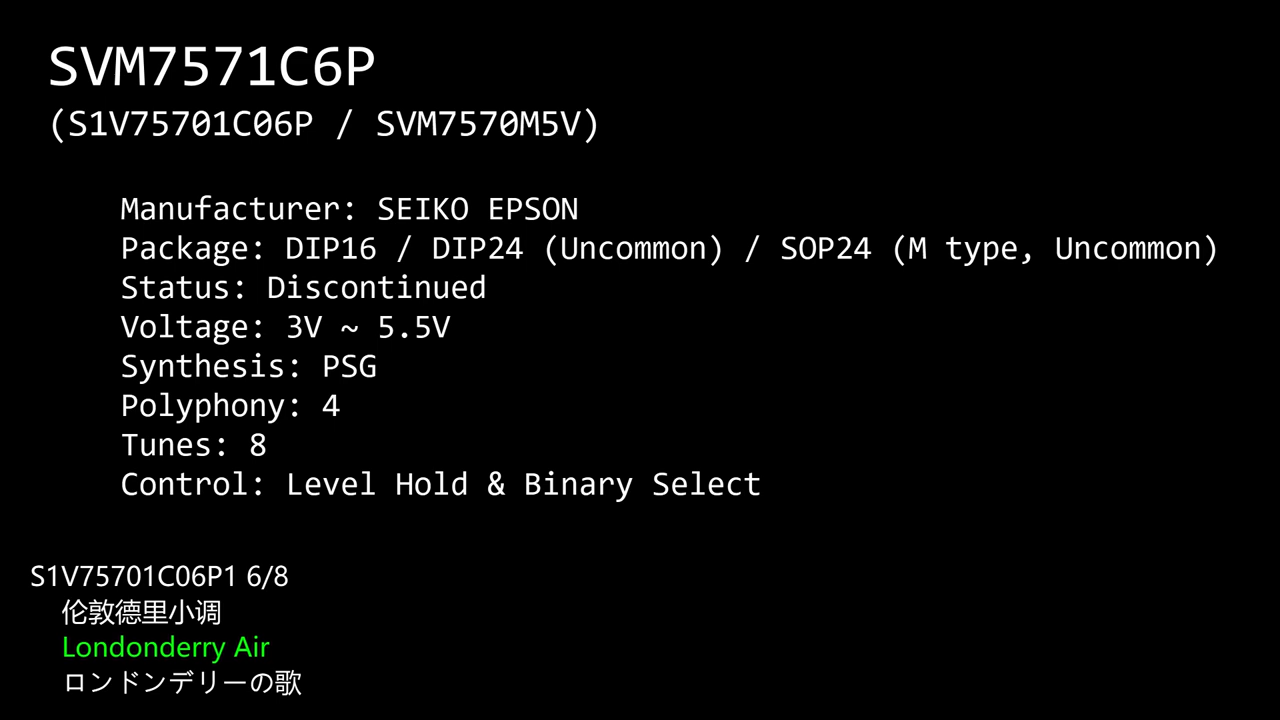 SVM7571C6P
(S1V75701C06P / SVM7570M5V)
Manufacturer: SEIKO EPSON
Package: DIP16 / DIP24 (Uncommon) / SOP24 (M type, Uncommon)
Status: Discontinued
Voltage: 3V ~ 5.5V
Synthesis: PSG
Polyphony: 4
Tunes: 8
Control: Level Hold & Binary Select
S1V75701C06P1 6/8
伦敦德里小调
Londonderry Air
ロンドンデリーの歌